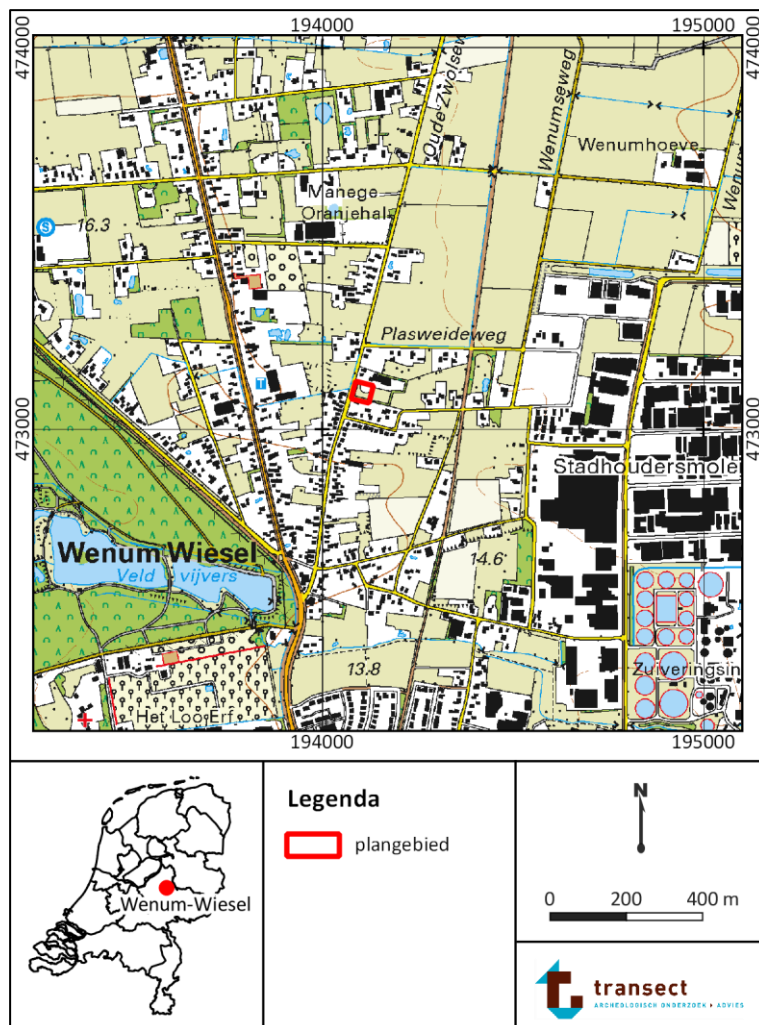 194000
195000
474000
474000
Oude Zwolsew
Wenumseweg
Wenumhoeve
Wenum
Manege
Oranjehal
16.3
S
Plasweideweg
T
473000
473000
Stadhoudersmole
Wenum Wiesel
Veld vijvers
14.6
13.8
Zuiveringsin
Het Loo Erf
194000
195000
Wenum-Wiesel
Legenda
plangebied
N
0 200 400 m
transect
ARCHEOLOGISCH ONDERZOEK ▸ ADVIES